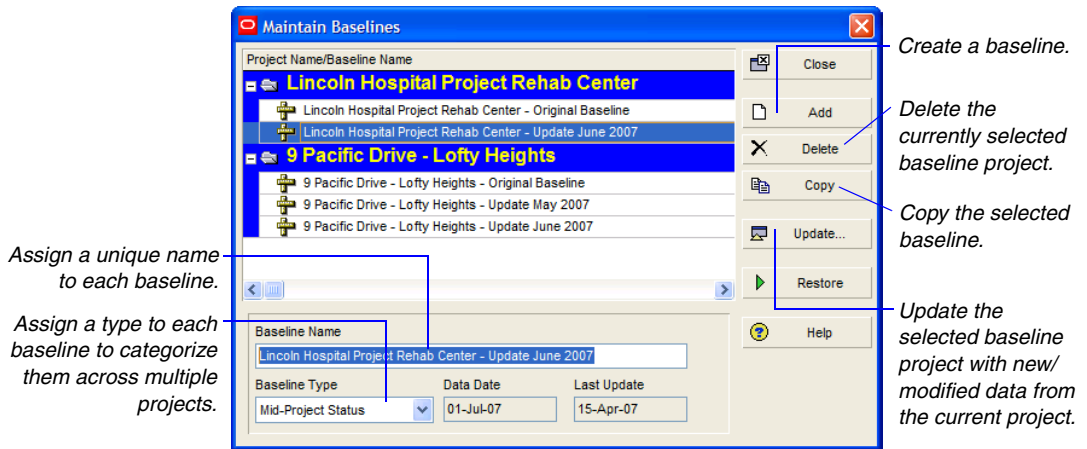 Maintain Baselines
Project Name/Baseline Name
Lincoln Hospital Project Rehab Center
Lincoln Hospital Project Rehab Center - Original Baseline
Lincoln Hospital Project Rehab Center - Update June 2007
9 Pacific Drive - Lofty Heights
9 Pacific Drive - Lofty Heights - Original Baseline
9 Pacific Drive - Lofty Heights - Update May 2007
9 Pacific Drive - Lofty Heights - Update June 2007
Close
Add
Delete
Copy
Update...
Restore
Help
Baseline Name
Lincoln Hospital Project Rehab Center - Update June 2007
Baseline Type
Data Date
Last Update
Mid-Project Status
01-Jul-07
15-Apr-07
Assign a unique name
to each baseline.
Assign a type to each
baseline to categorize
them across multiple
projects.
Create a baseline.
Delete the
currently selected
baseline project.
Copy the selected
baseline.
Update the
selected baseline
project with new/
modified data from
the current project.